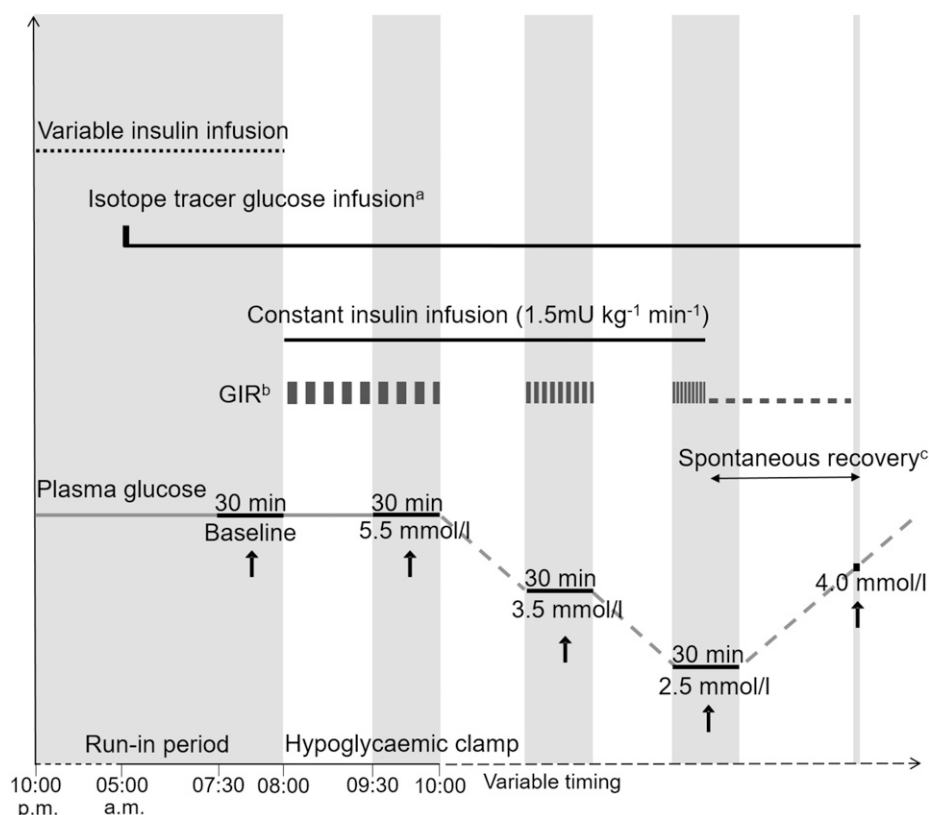 Variable insulin infusion
Isotope tracer glucose infusionᵃ
Constant insulin infusion (1.5mU kg⁻¹ min⁻¹)
GIRᵇ
Spontaneous recoveryᶜ
Plasma glucose
30 min
Baseline
30 min
5.5 mmol/l
30 min
3.5 mmol/l
30 min
2.5 mmol/l
4.0 mmol/l
Run-in period
Hypoglycaemic clamp
10:00 p.m.
05:00 a.m.
07:30
08:00
09:30
10:00
Variable timing